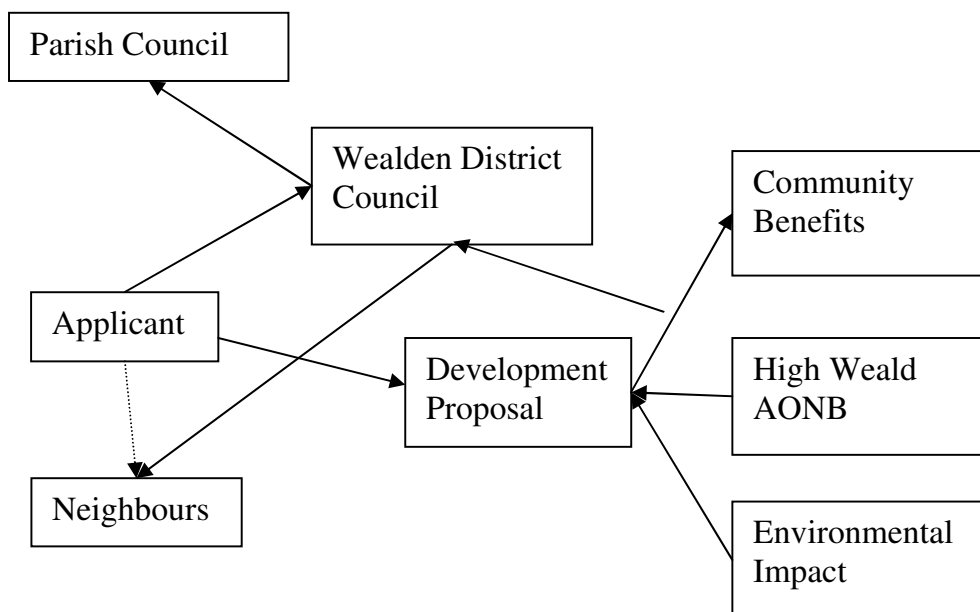 Parish Council
Wealden District
Council
Community
Benefits
Applicant
Development
Proposal
High Weald
AONB
Neighbours
Environmental
Impact